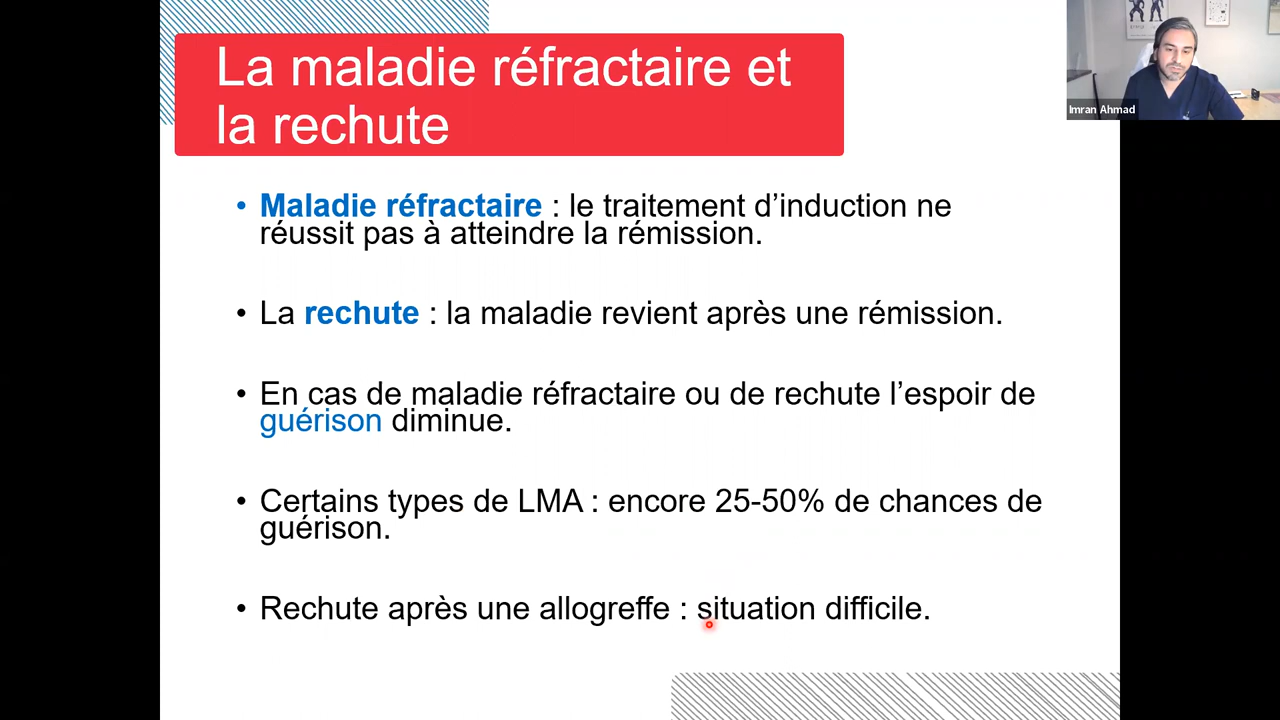 La maladie réfractaire et
la rechute
Imran Ahmad
• Maladie réfractaire : le traitement d’induction ne
réussit pas à atteindre la rémission.
• La rechute : la maladie revient après une rémission.
• En cas de maladie réfractaire ou de rechute l’espoir de
guérison diminue.
• Certains types de LMA : encore 25-50% de chances de
guérison.
• Rechute après une allogreffe : situation difficile.